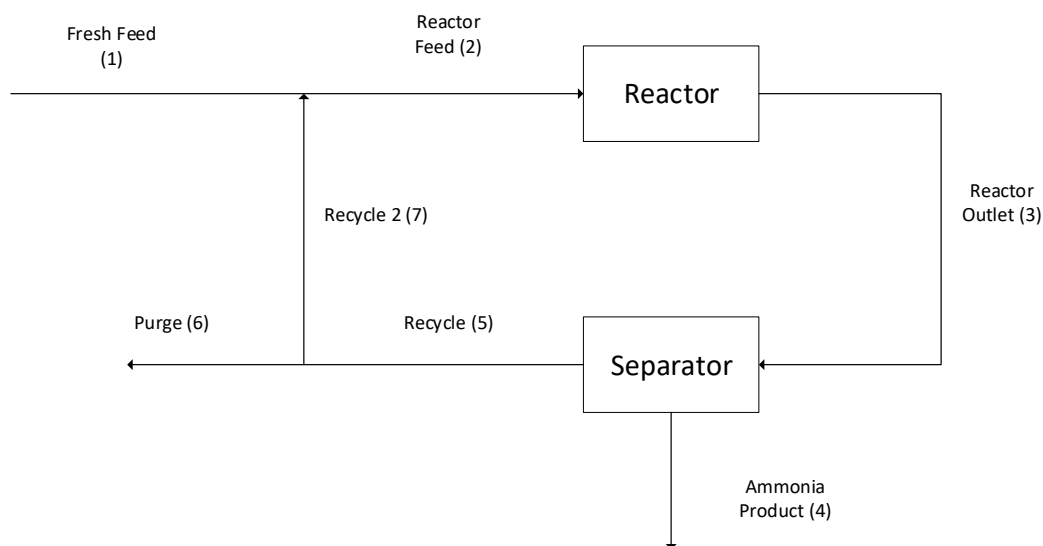 Fresh Feed
(1)
Reactor
Feed (2)
Reactor
Reactor
Outlet (3)
Recycle 2 (7)
Purge (6)
Recycle (5)
Separator
Ammonia
Product (4)